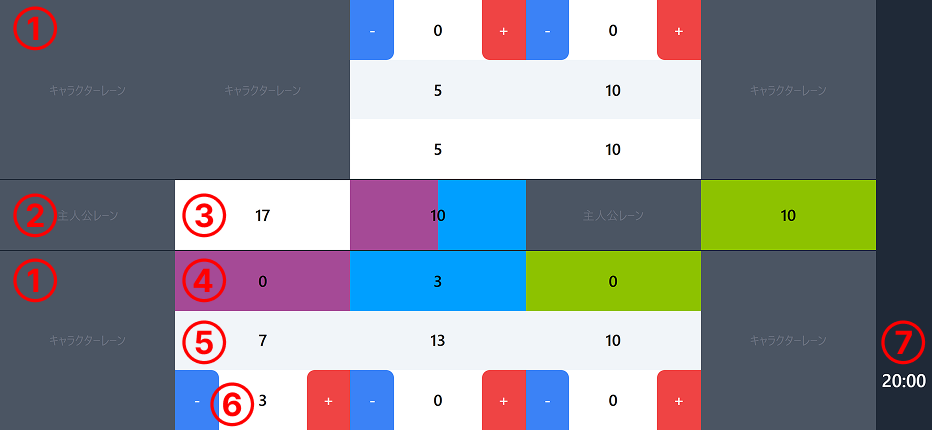 ① - 0 + - 0 +
キャラクターレーン キャラクターレーン 5 10 キャラクターレーン
5 10
② 主人公レーン ③ 17 10 主人公レーン 10
① ④ 0 3 0
キャラクターレーン ⑤ 7 13 10 キャラクターレーン ⑦
20:00
- ⑥ 3 + - 0 + - 0 +